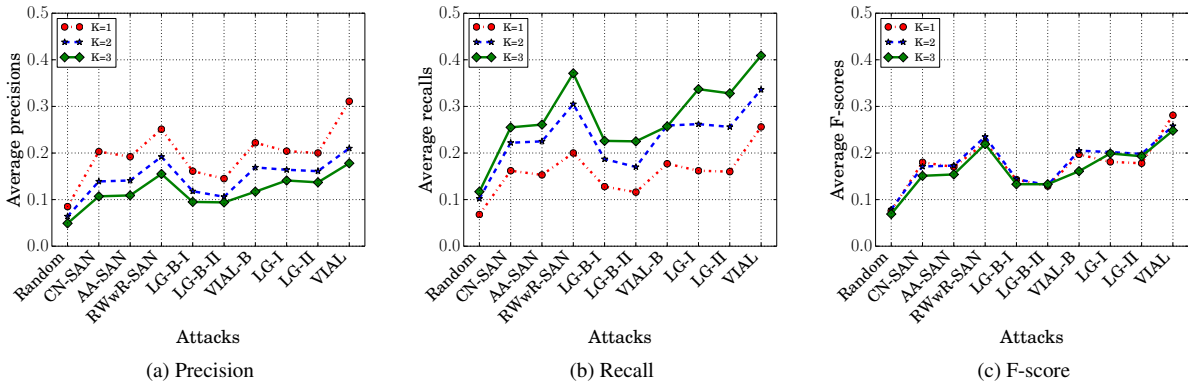 0.5
0.4
0.3
0.2
0.1
0.0
Average precisions
K=1
K=2
K=3
Random
CN-SAN
AA-SAN
RWwR-SAN
LG-B-I
LG-B-II
VIAL-B
LG-I
LG-II
VIAL
Attacks
(a) Precision
0.5
0.4
0.3
0.2
0.1
0.0
Average recalls
K=1
K=2
K=3
Random
CN-SAN
AA-SAN
RWwR-SAN
LG-B-I
LG-B-II
VIAL-B
LG-I
LG-II
VIAL
Attacks
(b) Recall
0.5
0.4
0.3
0.2
0.1
0.0
Average F-scores
K=1
K=2
K=3
Random
CN-SAN
AA-SAN
RWwR-SAN
LG-B-I
LG-B-II
VIAL-B
LG-I
LG-II
VIAL
Attacks
(c) F-score